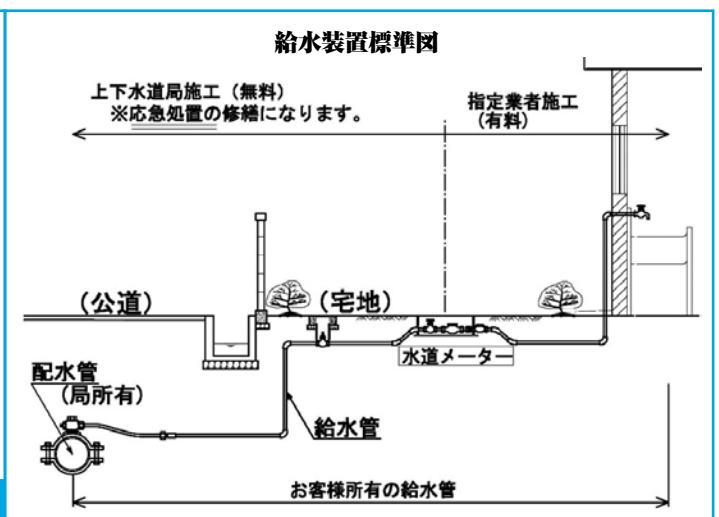 給水装置標準図
上下水道局施工（無料）
※応急処置の修繕になります。
指定業者施工
（有料）
（公道）
（宅地）
水道メーター
配水管
（局所有）
給水管
お客様所有の給水管